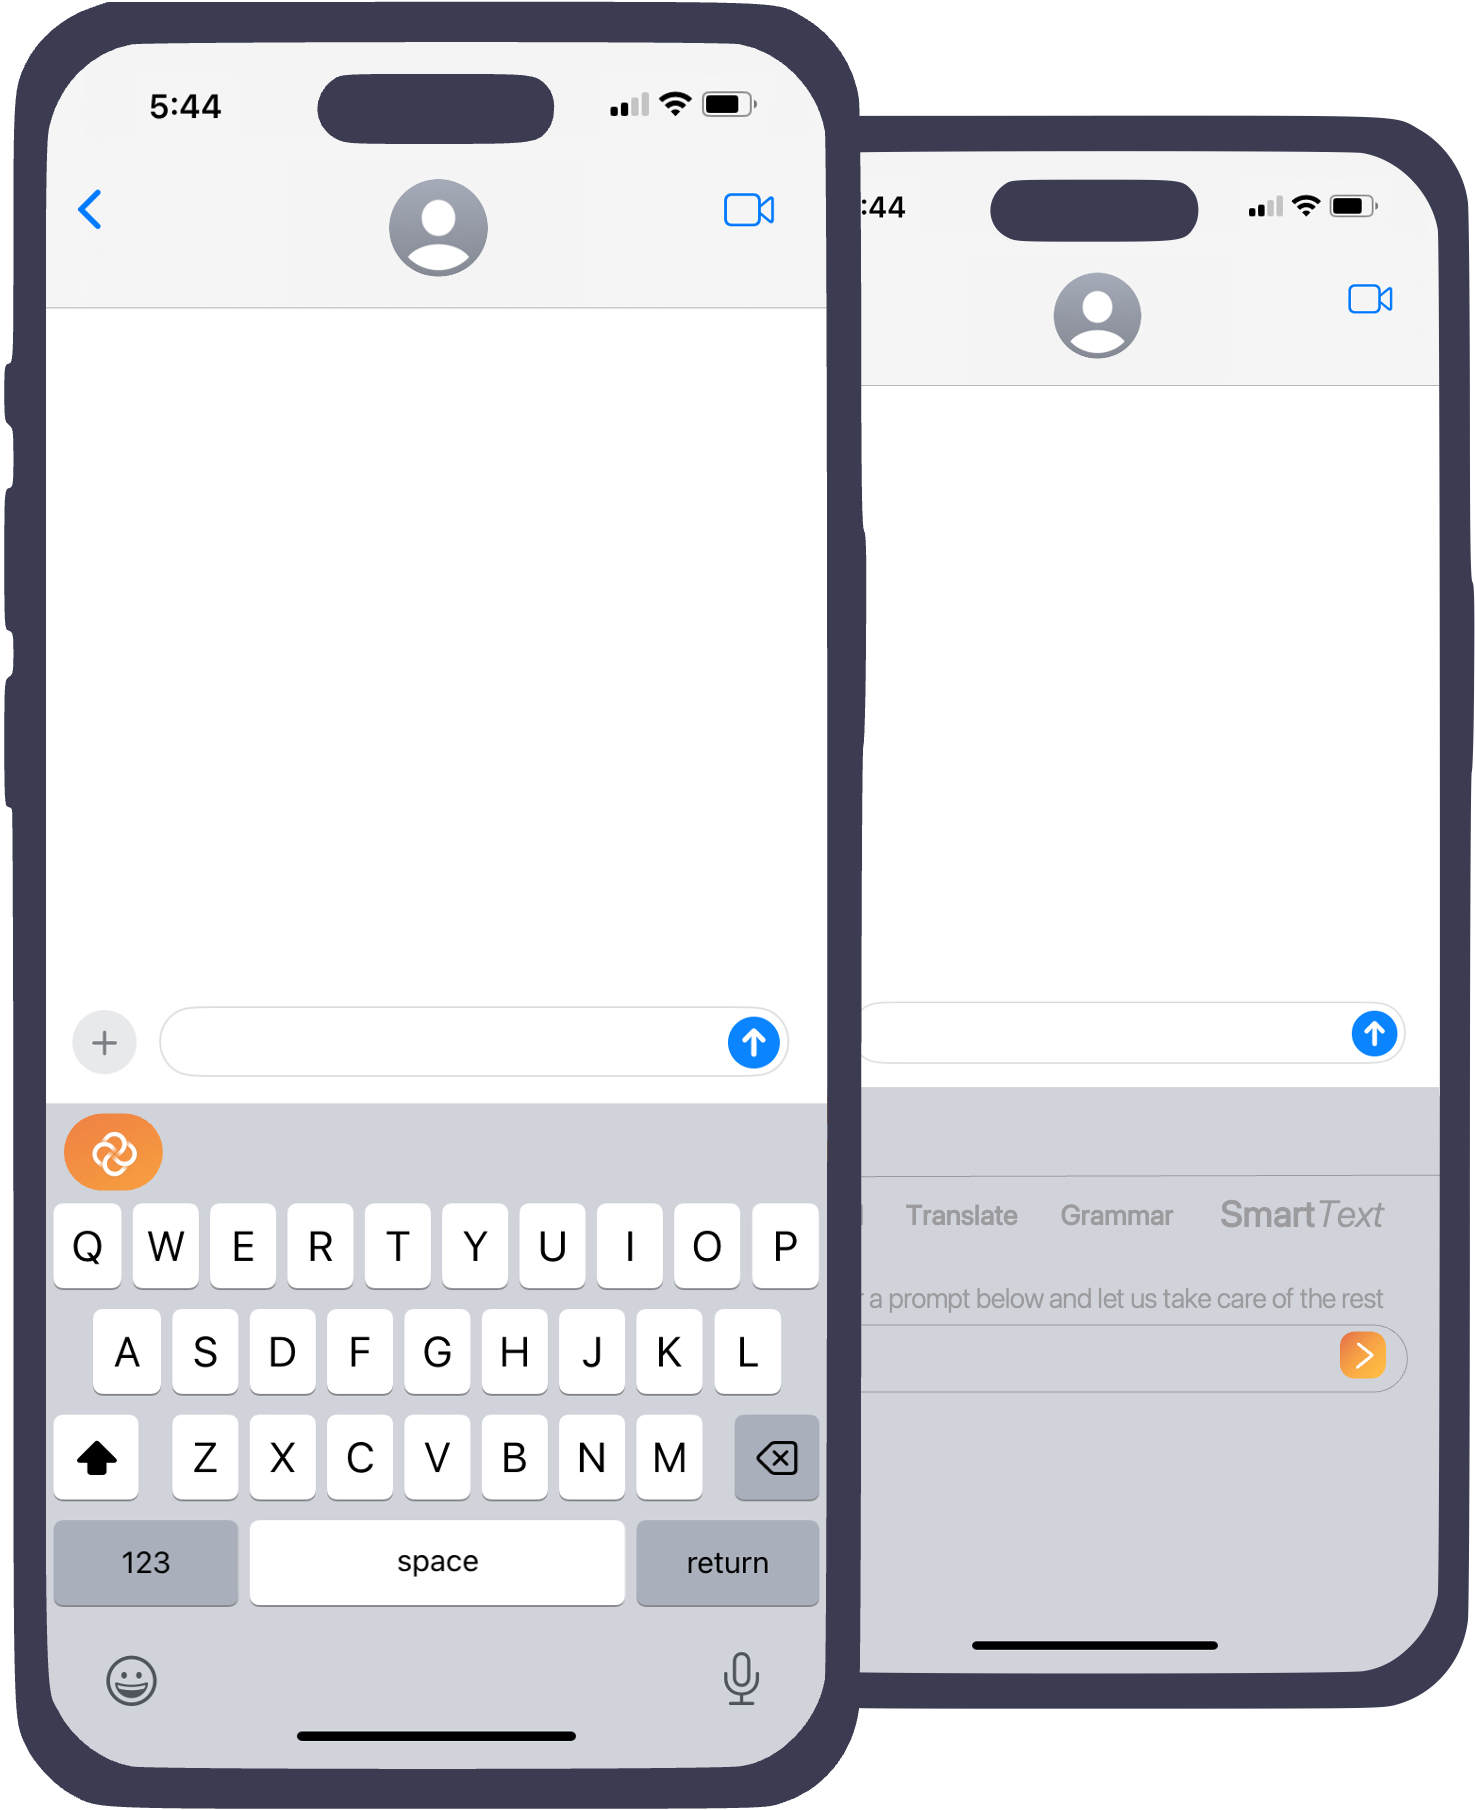 5:44
Q W E R T Y U I O P
A S D F G H J K L
Z X C V B N M
123 space return
:44
Translate Grammar SmartText
a prompt below and let us take care of the rest